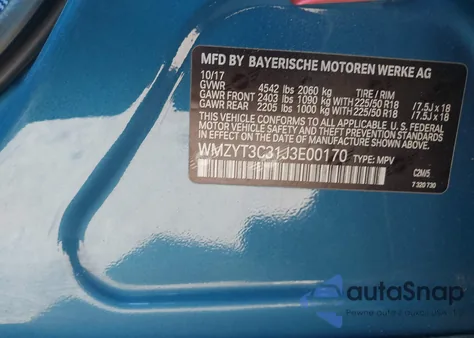 MFD BY BAYERISCHE MOTOREN WERKE AG
10/17 TIRE / RIM
GVWR 4542 lbs 2060 kg
GAWR FRONT 2403 lbs 1090 kg WITH 225/50 R18 /7.5J x 18
GAWR REAR 2205 lbs 1000 kg WITH 225/50 R18 /7.5J x 18
THIS VEHICLE CONFORMS TO ALL APPLICABLE U. S. FEDERAL
MOTOR VEHICLE SAFETY AND THEFT PREVENTION STANDARDS
IN EFFECT ON THE DATE OF MANUFACTURE SHOWN ABOVE.
WMZYT3C31J3E00170 TYPE: MPV
C2M/5
7 320 730
autoSnap